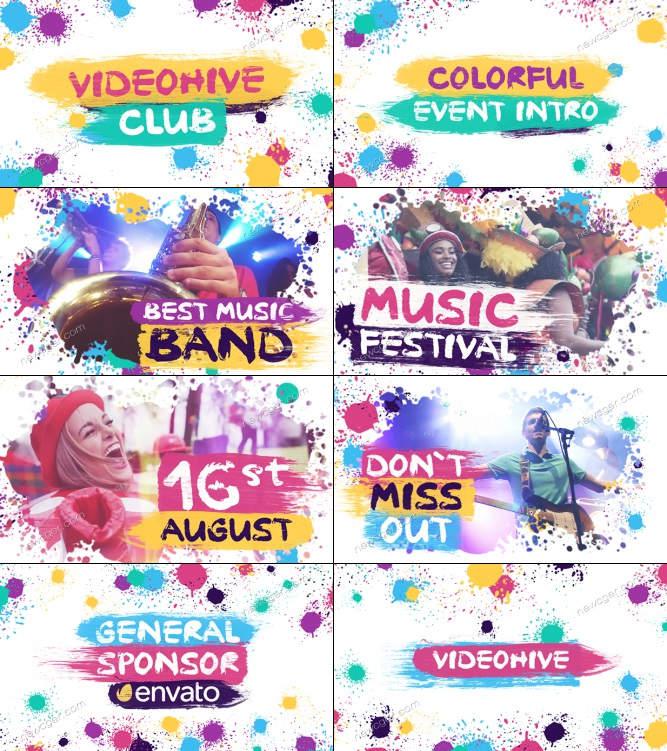 VIDEOHIVE
CLUB
COLORFUL
EVENT INTRO
BEST MUSIC
BAND
MUSIC
FESTIVAL
16st
AUGUST
DON`T
MISS
OUT
GENERAL
SPONSOR
envato
VIDEOHIVE